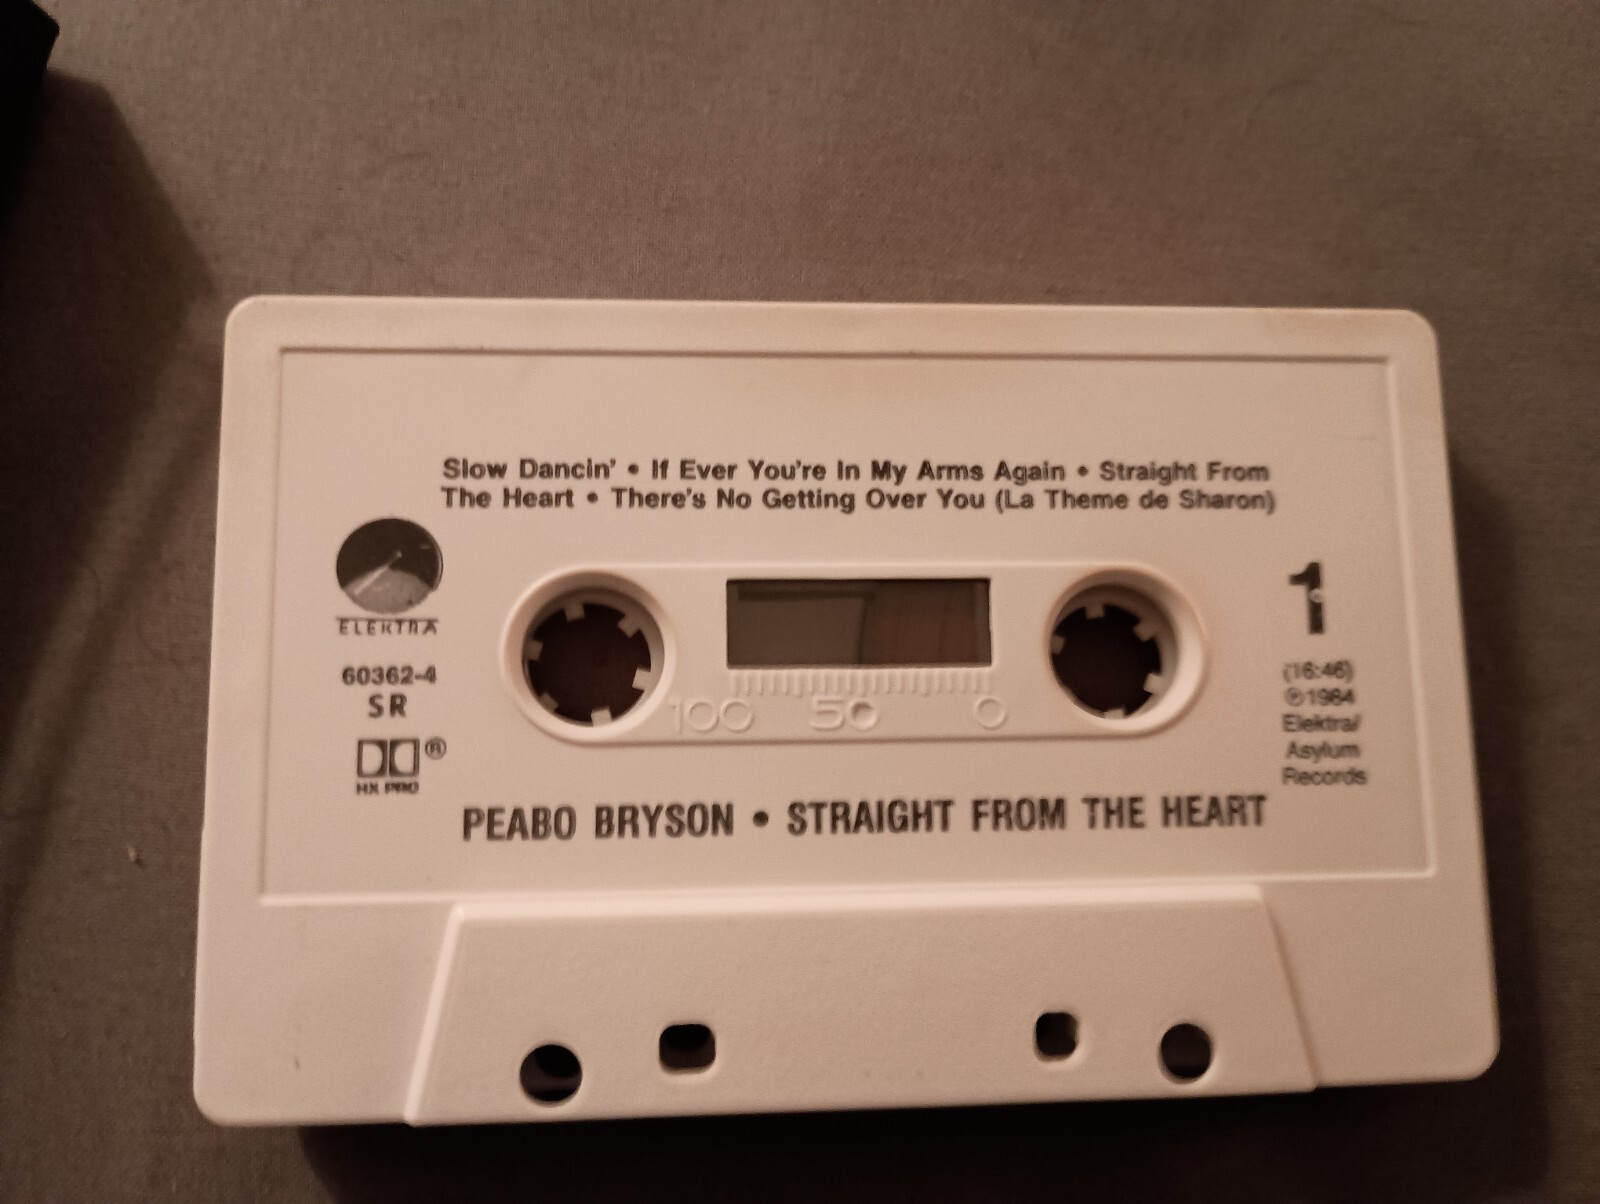 Slow Dancin' • If Ever You're In My Arms Again • Straight From
The Heart • There's No Getting Over You (La Theme de Sharon)
ELEKTRA
60362-4
SR
®
HX PRO
100 50 0
1
(16:46)
℗1984
Elektra/
Asylum
Records
PEABO BRYSON • STRAIGHT FROM THE HEART